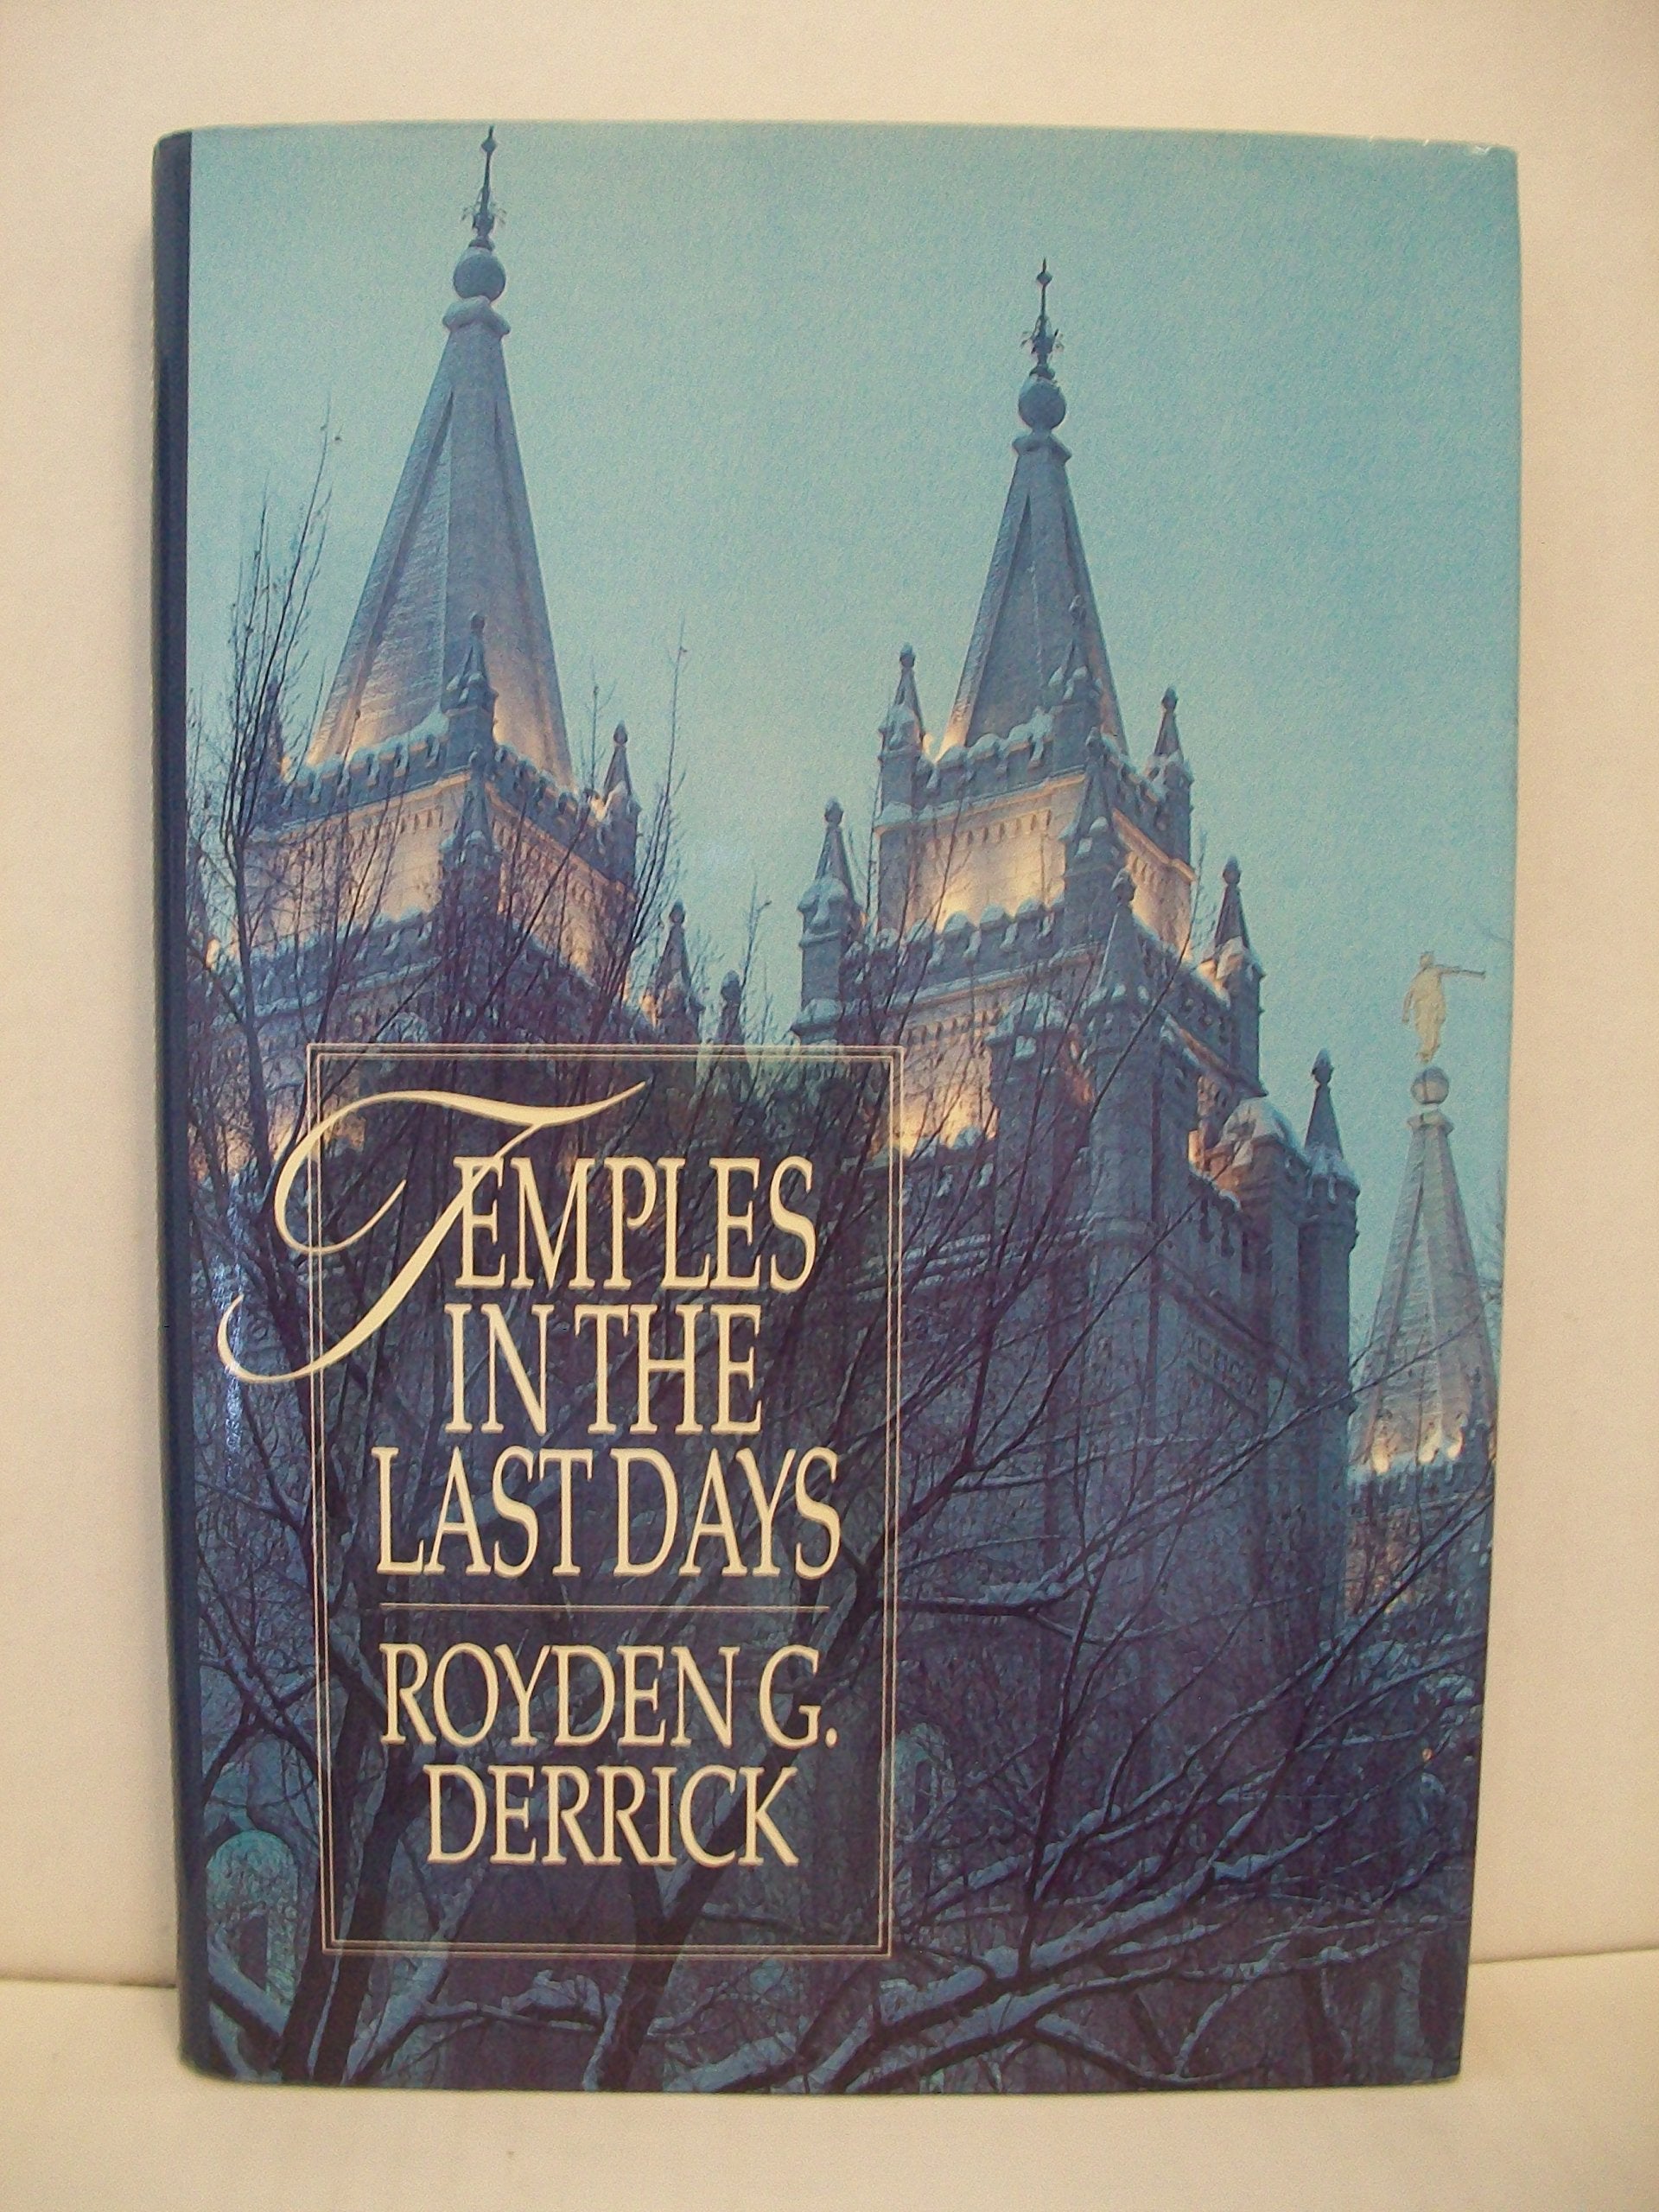 TEMPLES
IN THE
LAST DAYS
ROYDEN G.
DERRICK